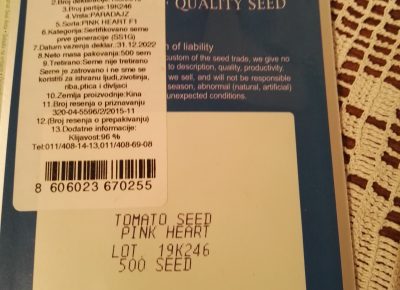 QUALITY SEED
2.Broj deklaracije
3.Broj partije:19K246
4.Vrsta:PARADAJZ
5.Sorta:PINK HEART F1
6.Kategorija:Sertifikovano seme
prve generacije (SS1G)
7.Datum vazenja deklar.:31.12.2022
8.Neto masa pakovanja:500 sem
9.Tretirano:Seme nije tretirano
Seme je zatrovano i ne sme se
koristiti za ishranu ljudi,zivotinja,
riba,ptica i divljaci
10.Zemlja proizvodnje:Kina
11.(Broj resenja o priznavanju
320-04-5596/2/2015-11
12.(Broj resenja o prepakivanju)
13.Dodatne informacije:
Klijavost:96 %
Tel:011/408-14-13,011/408-69-08
8 606023 670255
of liability
custom of the seed trade, we give no
to description, quality, productivity,
we sell, and will not be responsible
season, abnormal (natural, artificial)
unexpected conditions.
TOMATO SEED
PINK HEART
LOT. 19K246
500 SEED